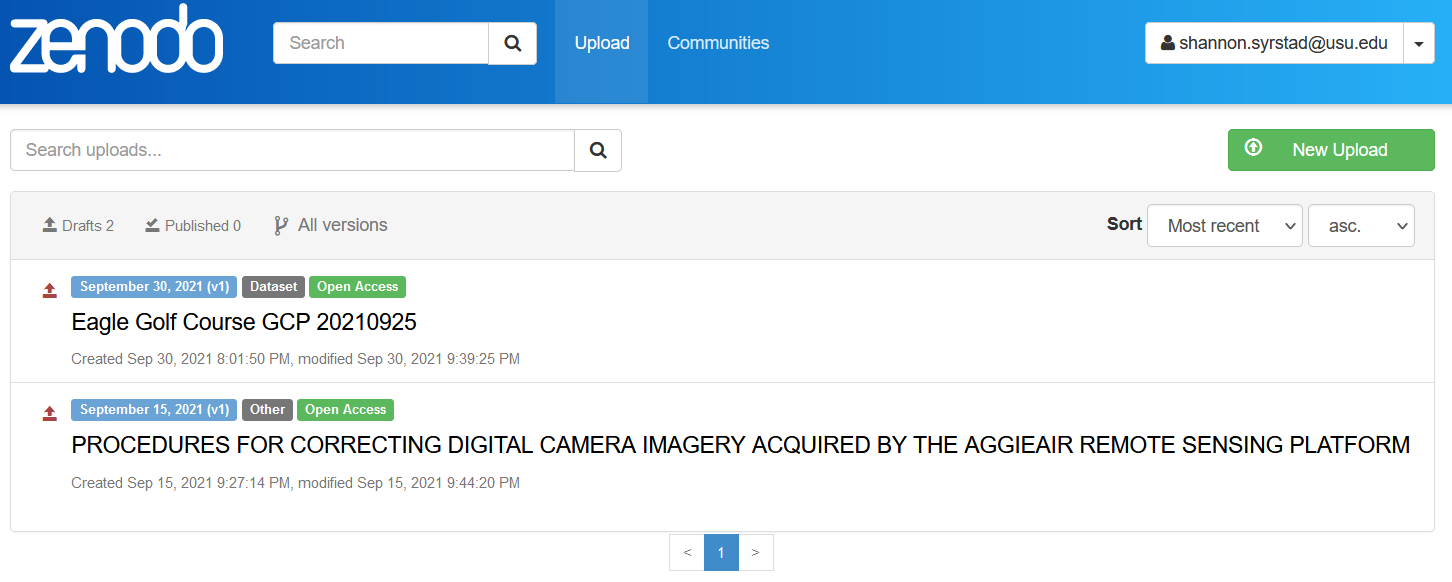 zenodo
Search
Upload
Communities
shannon.syrstad@usu.edu
Search uploads...
New Upload
Drafts 2
Published 0
All versions
Sort
Most recent
asc.
September 30, 2021 (v1) Dataset Open Access
Eagle Golf Course GCP 20210925
Created Sep 30, 2021 8:01:50 PM, modified Sep 30, 2021 9:39:25 PM
September 15, 2021 (v1) Other Open Access
PROCEDURES FOR CORRECTING DIGITAL CAMERA IMAGERY ACQUIRED BY THE AGGIEAIR REMOTE SENSING PLATFORM
Created Sep 15, 2021 9:27:14 PM, modified Sep 15, 2021 9:44:20 PM
< 1 >